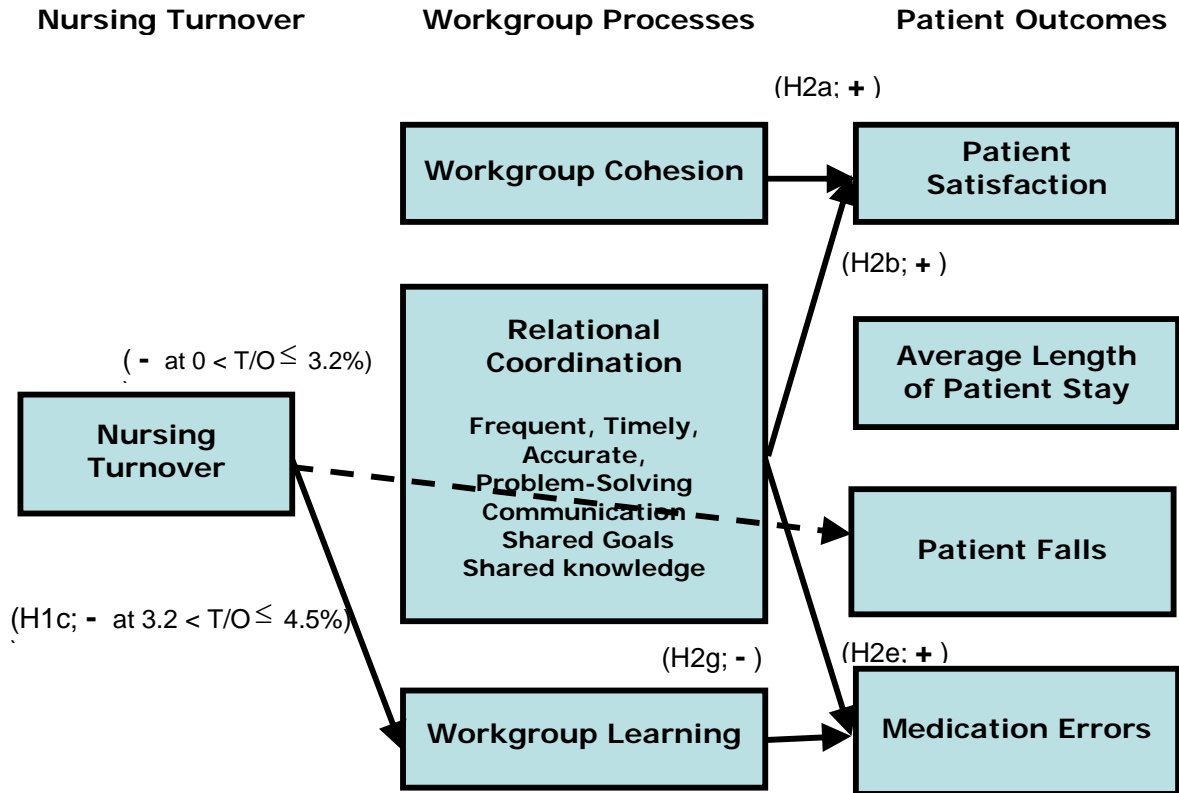 Nursing Turnover
Workgroup Processes
Patient Outcomes
(H2a; + )
Workgroup Cohesion
Patient
Satisfaction
(H2b; + )
Relational
Coordination
Frequent, Timely,
Accurate,
Problem-Solving
Communication
Shared Goals
Shared knowledge
Average Length
of Patient Stay
( - at 0 < T/O ≤ 3.2%)
Nursing
Turnover
Patient Falls
(H1c; - at 3.2 < T/O ≤ 4.5%)
(H2g; - )
(H2e; + )
Workgroup Learning
Medication Errors